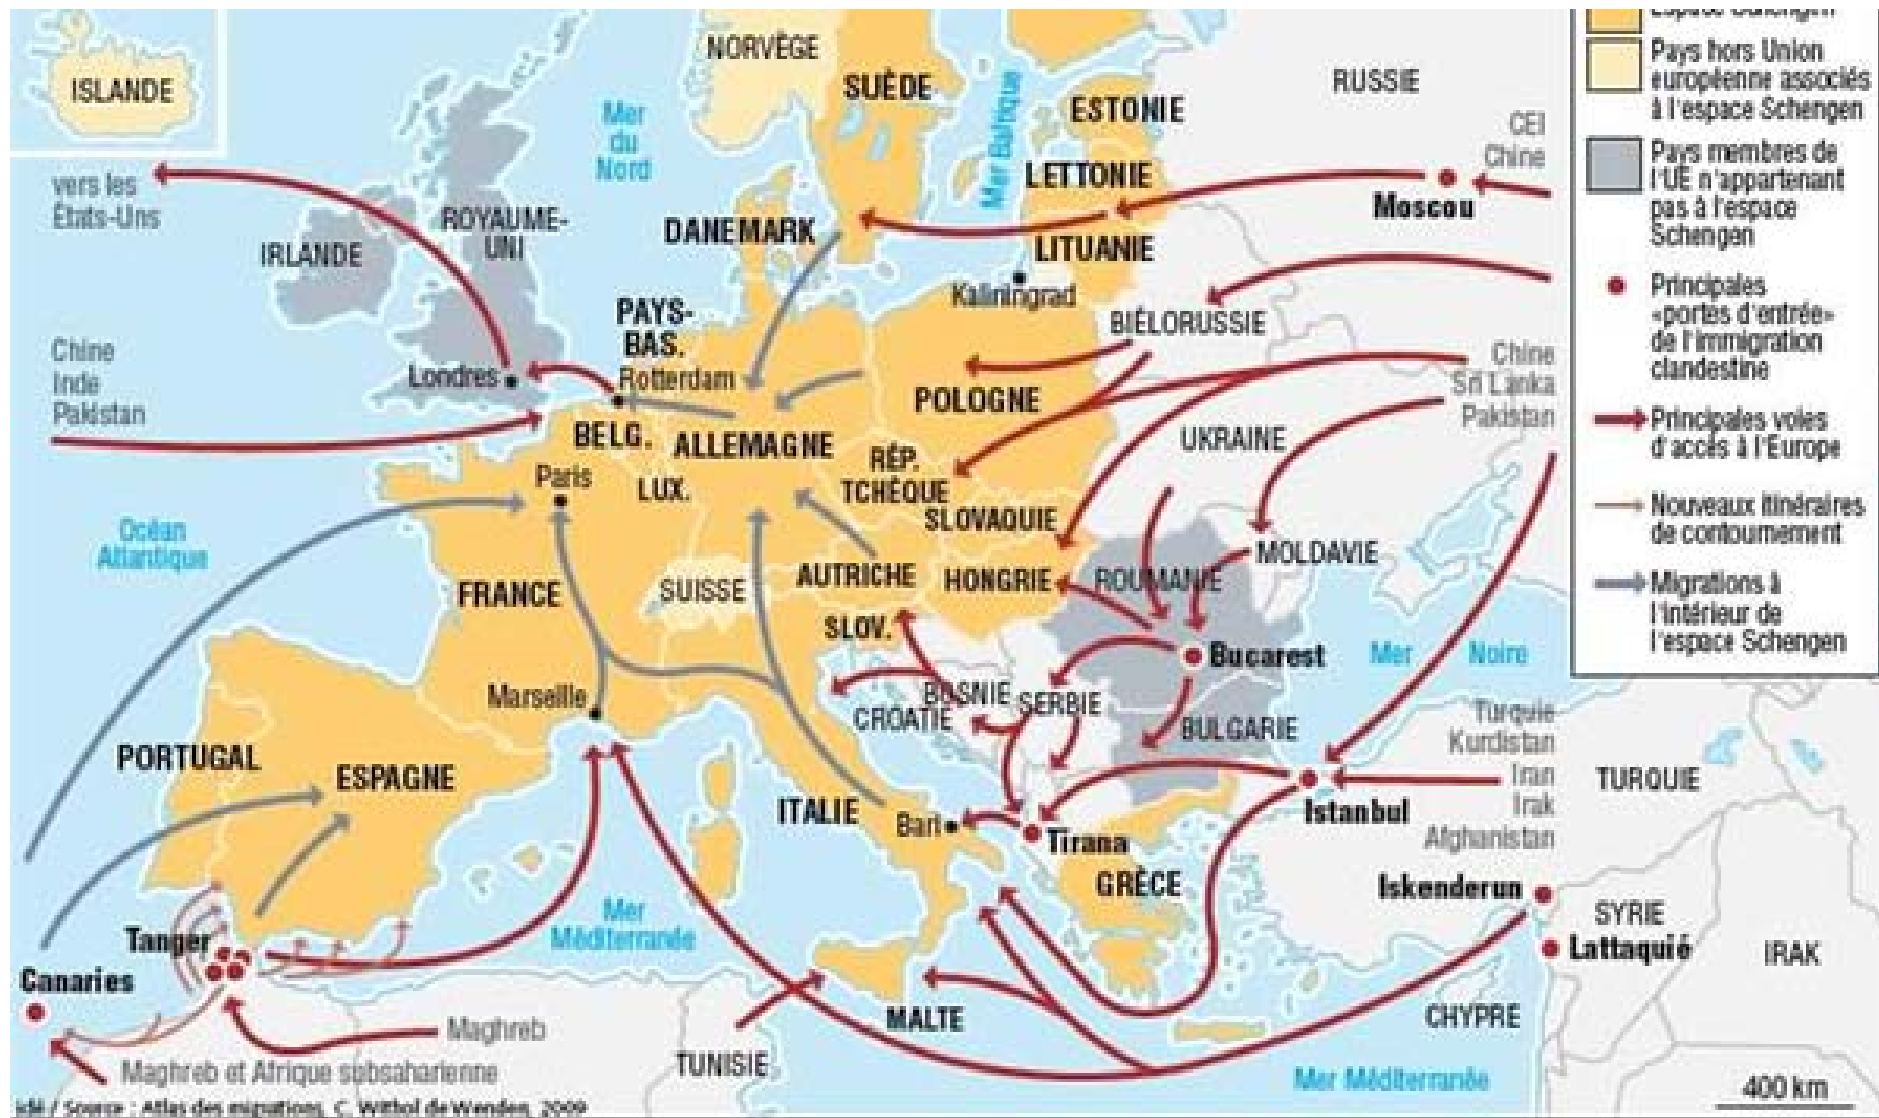 ISLANDE
NORVÈGE
SUÈDE
ESTONIE
RUSSIE
CEI
Chine
Mer
du
Nord
Mer Baltique
LETTONIE
Moscou
vers les
États-Unis
ROYAUME-
UNI
IRLANDE
DANEMARK
LITUANIE
Kaliningrad
PAYS-
BAS.
BIÉLORUSSIE
Chine
Inde
Pakistan
Londres
Rotterdam
POLOGNE
Chine
Sri Lanka
Pakistan
BELG.
ALLEMAGNE
UKRAINE
Paris
LUX.
RÉP.
TCHÈQUE
SLOVAQUIE
Océan
Atlantique
MOLDAVIE
FRANCE
SUISSE
AUTRICHE
HONGRIE
ROUMANIE
SLOV.
Bucarest
Mer Noire
Marseille
BOSNIE
SERBIE
CROATIE
BULGARIE
PORTUGAL
ESPAGNE
ITALIE
Bari
Tirana
Istanbul
Turquie
Kurdistan
Iran
Irak
Afghanistan
TURQUIE
GRÈCE
Iskenderun
SYRIE
Lattaquié
IRAK
Mer
Méditerranée
Tanger
Canaries
MALTE
CHYPRE
Maghreb
Maghreb et Afrique subsaharienne
TUNISIE
Mer Méditerranée
400 km
Source : Atlas des migrations, C. Withol de Wenden, 2009
Espace Schengen
Pays hors Union
européenne associés
à l'espace Schengen
Pays membres de
l'UE n'appartenant
pas à l'espace
Schengen
Principales
«portes d'entrée»
de l'immigration
clandestine
Principales voies
d'accès à l'Europe
Nouveaux itinéraires
de contournement
Migrations à
l'intérieur de
l'espace Schengen